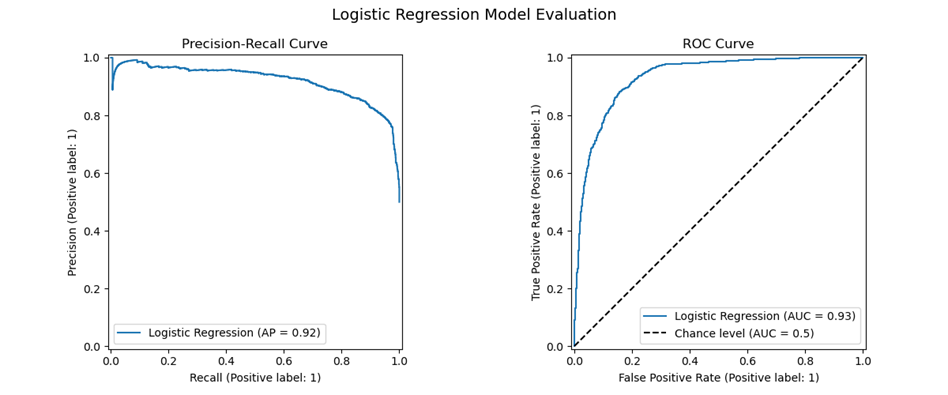 Logistic Regression Model Evaluation
Precision-Recall Curve
Precision (Positive label: 1)
1.0
0.8
0.6
0.4
0.2
0.0
Logistic Regression (AP = 0.92)
0.0 0.2 0.4 0.6 0.8 1.0
Recall (Positive label: 1)
ROC Curve
True Positive Rate (Positive label: 1)
1.0
0.8
0.6
0.4
0.2
0.0
Logistic Regression (AUC = 0.93)
Chance level (AUC = 0.5)
0.0 0.2 0.4 0.6 0.8 1.0
False Positive Rate (Positive label: 1)